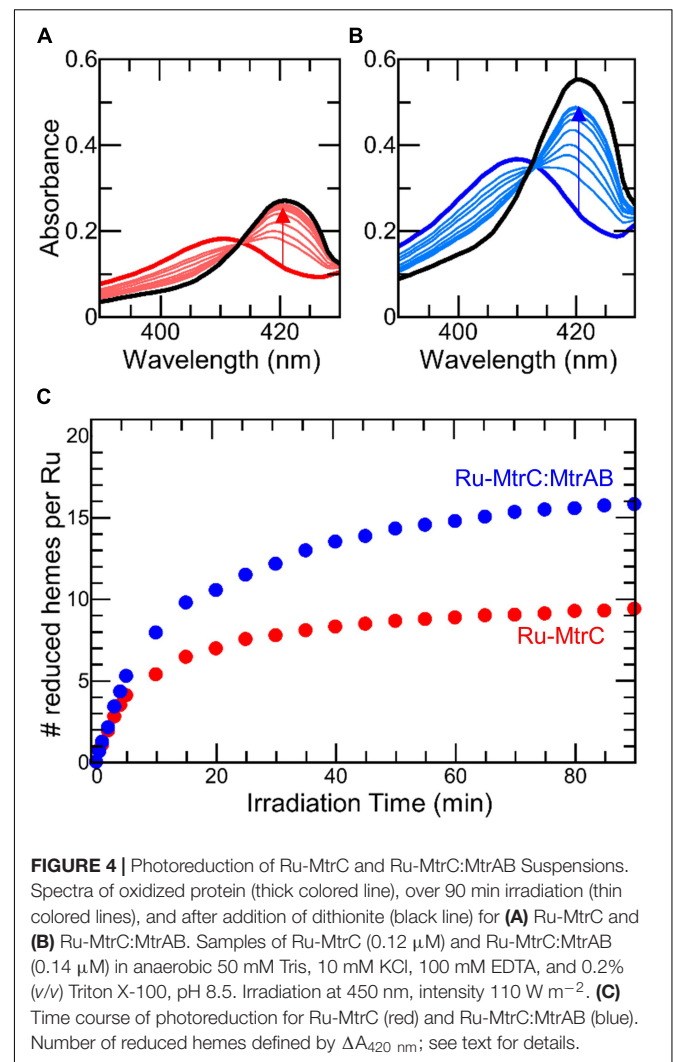 A
B
0.6
0.4
0.2
0
Absorbance
400
420
Wavelength (nm)
0.6
0.4
0.2
0
400
420
Wavelength (nm)
C
20
15
10
5
0
# reduced hemes per Ru
Ru-MtrC:MtrAB
Ru-MtrC
0
20
40
60
80
Irradiation Time (min)
FIGURE 4 | Photoreduction of Ru-MtrC and Ru-MtrC:MtrAB Suspensions.
Spectra of oxidized protein (thick colored line), over 90 min irradiation (thin
colored lines), and after addition of dithionite (black line) for (A) Ru-MtrC and
(B) Ru-MtrC:MtrAB. Samples of Ru-MtrC (0.12 μM) and Ru-MtrC:MtrAB
(0.14 μM) in anaerobic 50 mM Tris, 10 mM KCl, 100 mM EDTA, and 0.2%
(v/v) Triton X-100, pH 8.5. Irradiation at 450 nm, intensity 110 W m−2. (C)
Time course of photoreduction for Ru-MtrC (red) and Ru-MtrC:MtrAB (blue).
Number of reduced hemes defined by ΔA420 nm; see text for details.